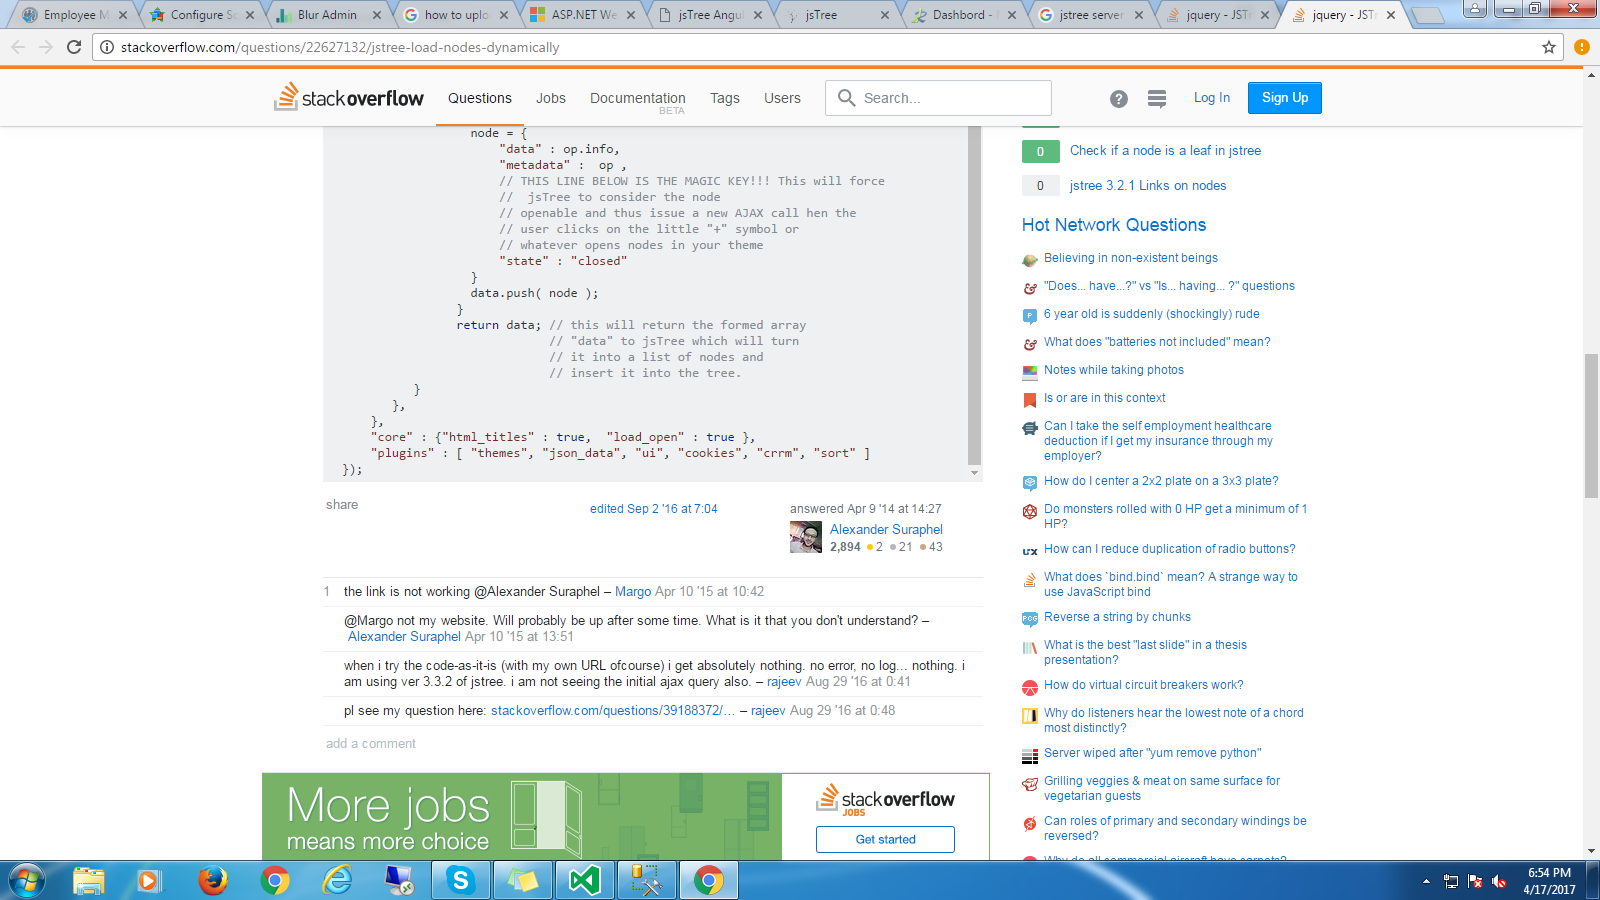 Employee M
Configure Sc
Blur Admin
how to uplo
ASP.NET We
jsTree Angul
jsTree
Dashbord -
jstree server
jquery - JSTr
jquery - JSTr
stackoverflow.com/questions/22627132/jstree-load-nodes-dynamically
stackoverflow
Questions
Jobs
Documentation
BETA
Tags
Users
Search...
Log In
Sign Up
node = {
"data" : op.info,
"metadata" :  op ,
// THIS LINE BELOW IS THE MAGIC KEY!!! This will force
//  jsTree to consider the node
// openable and thus issue a new AJAX call hen the
// user clicks on the little "+" symbol or
// whatever opens nodes in your theme
"state" : "closed"
}
data.push( node );
}
return data; // this will return the formed array
// "data" to jsTree which will turn
// it into a list of nodes and
// insert it into the tree.
}
},
},
"core" : {"html_titles" : true,  "load_open" : true },
"plugins" : [ "themes", "json_data", "ui", "cookies", "crrm", "sort" ]
});
share
edited Sep 2 '16 at 7:04
answered Apr 9 '14 at 14:27
Alexander Suraphel
2,894 2 21 43
1 the link is not working @Alexander Suraphel – Margo Apr 10 '15 at 10:42
@Margo not my website. Will probably be up after some time. What is it that you don't understand? –
Alexander Suraphel Apr 10 '15 at 13:51
when i try the code-as-it-is (with my own URL ofcourse) i get absolutely nothing. no error, no log... nothing. i
am using ver 3.3.2 of jstree. i am not seeing the initial ajax query also. – rajeev Aug 29 '16 at 0:41
pl see my question here: stackoverflow.com/questions/39188372/… – rajeev Aug 29 '16 at 0:48
add a comment
More jobs
means more choice
stackoverflow
JOBS
Get started
0 Check if a node is a leaf in jstree
0 jstree 3.2.1 Links on nodes
Hot Network Questions
Believing in non-existent beings
"Does... have...?" vs "Is... having... ?" questions
6 year old is suddenly (shockingly) rude
What does "batteries not included" mean?
Notes while taking photos
Is or are in this context
Can I take the self employment healthcare
deduction if I get my insurance through my
employer?
How do I center a 2x2 plate on a 3x3 plate?
Do monsters rolled with 0 HP get a minimum of 1
HP?
How can I reduce duplication of radio buttons?
What does `bind.bind` mean? A strange way to
use JavaScript bind
Reverse a string by chunks
What is the best "last slide" in a thesis
presentation?
How do virtual circuit breakers work?
Why do listeners hear the lowest note of a chord
most distinctly?
Server wiped after "yum remove python"
Grilling veggies & meat on same surface for
vegetarian guests
Can roles of primary and secondary windings be
reversed?
Why do all commercial aircraft have carpets?
6:54 PM
4/17/2017